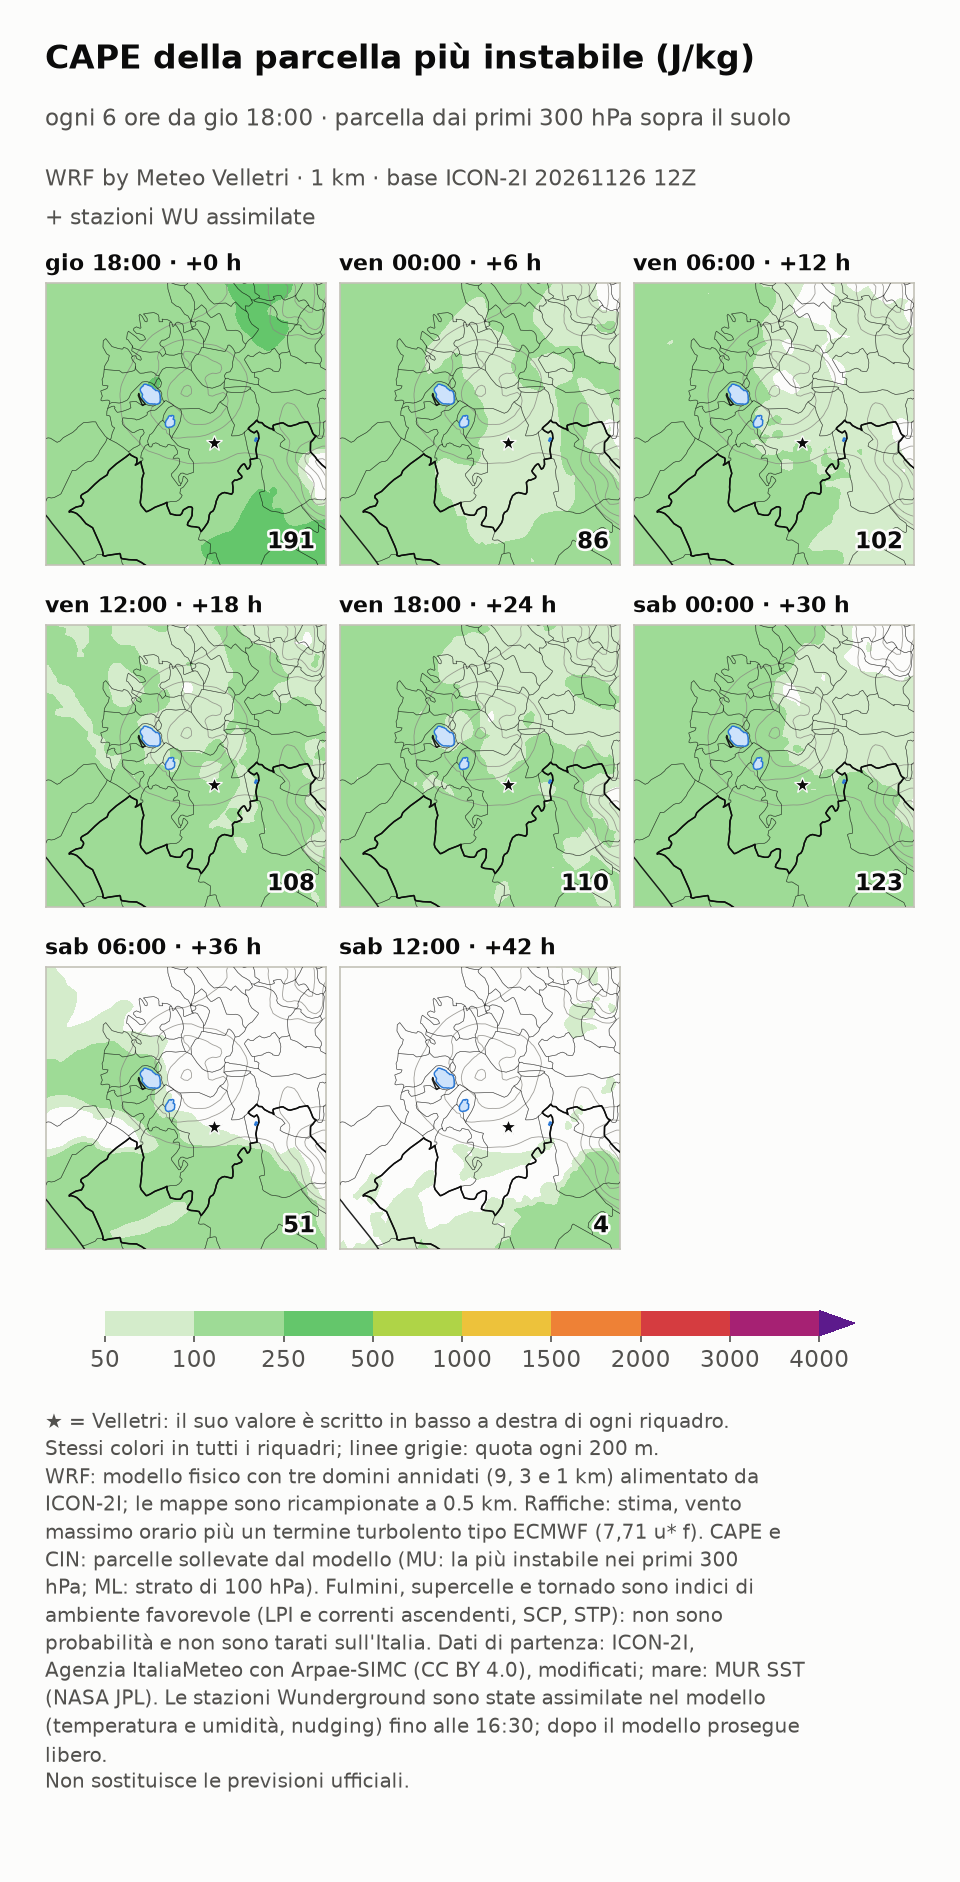 CAPE della parcella più instabile (J/kg)
ogni 6 ore da gio 18:00 · parcella dai primi 300 hPa sopra il suolo
WRF by Meteo Velletri · 1 km · base ICON-2I 20261126 12Z
+ stazioni WU assimilate
gio 18:00 · +0 h
191
ven 00:00 · +6 h
86
ven 06:00 · +12 h
102
ven 12:00 · +18 h
108
ven 18:00 · +24 h
110
sab 00:00 · +30 h
123
sab 06:00 · +36 h
51
sab 12:00 · +42 h
4
50 100 250 500 1000 1500 2000 3000 4000
★ = Velletri: il suo valore è scritto in basso a destra di ogni riquadro.
Stessi colori in tutti i riquadri; linee grigie: quota ogni 200 m.
WRF: modello fisico con tre domini annidati (9, 3 e 1 km) alimentato da
ICON-2I; le mappe sono ricampionate a 0.5 km. Raffiche: stima, vento
massimo orario più un termine turbolento tipo ECMWF (7,71 u* f). CAPE e
CIN: parcelle sollevate dal modello (MU: la più instabile nei primi 300
hPa; ML: strato di 100 hPa). Fulmini, supercelle e tornado sono indici di
ambiente favorevole (LPI e correnti ascendenti, SCP, STP): non sono
probabilità e non sono tarati sull'Italia. Dati di partenza: ICON-2I,
Agenzia ItaliaMeteo con Arpae-SIMC (CC BY 4.0), modificati; mare: MUR SST
(NASA JPL). Le stazioni Wunderground sono state assimilate nel modello
(temperatura e umidità, nudging) fino alle 16:30; dopo il modello prosegue
libero.
Non sostituisce le previsioni ufficiali.